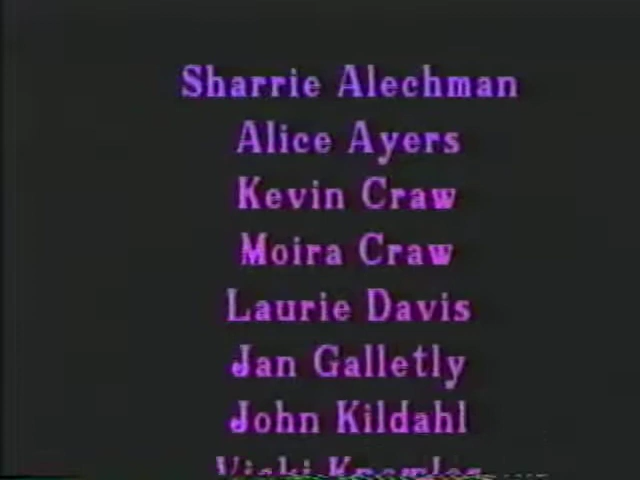 Sharrie Alechman
Alice Ayers
Kevin Craw
Moira Craw
Laurie Davis
Jan Galletly
John Kildahl